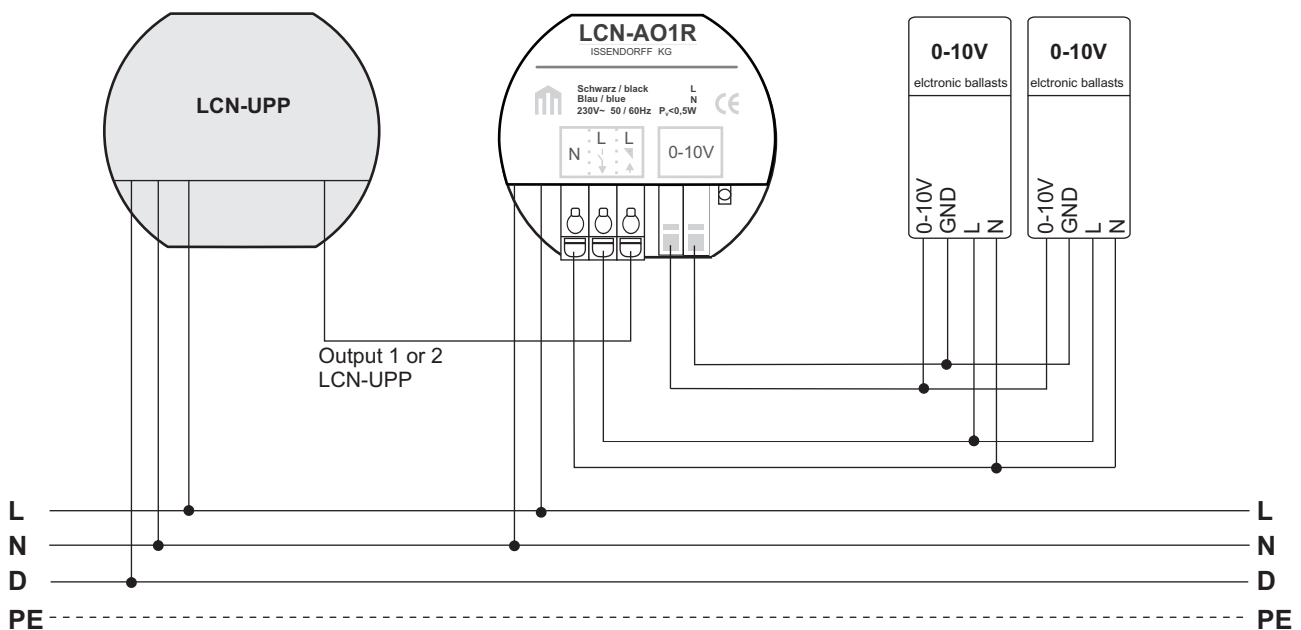 LCN-UPP
LCN-AO1R
ISSENDORFF KG
Schwarz / black L
Blau / blue N
230V~ 50 / 60Hz Pᵥ<0,5W
CE
N L L
0-10V
0-10V
elctronic ballasts
0-10V
GND
L
N
0-10V
elctronic ballasts
0-10V
GND
L
N
Output 1 or 2
LCN-UPP
L L
N N
D D
PE PE